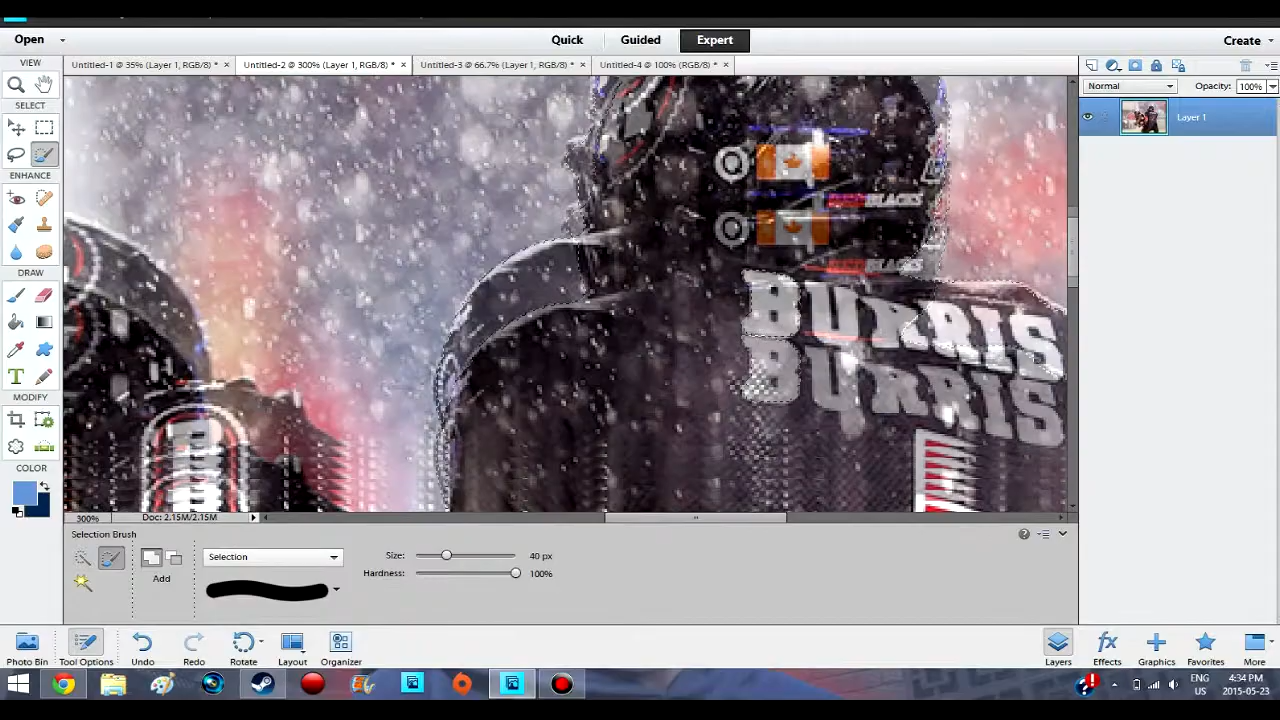 Open Quick Guided Expert Create
VIEW Untitled-1 @ 35% (Layer 1, RGB/8) * × Untitled-2 @ 300% (Layer 1, RGB/8) * × Untitled-3 @ 66.7% (Layer 1, RGB/8) * × Untitled-4 @ 100% (RGB/8) * ×
Normal Opacity: 100%
SELECT
Layer 1
ENHANCE
REDBLACKS
REDBLACKS
DRAW
BURRIS
BURRIS
T
MODIFY
COLOR
300% Doc: 2.15M/2.15M
Selection Brush
Selection Size: 40 px
Add Hardness: 100%
Photo Bin Tool Options Undo Redo Rotate Layout Organizer Layers Effects Graphics Favorites More
fx
ENG 4:34 PM
US 2015-05-23